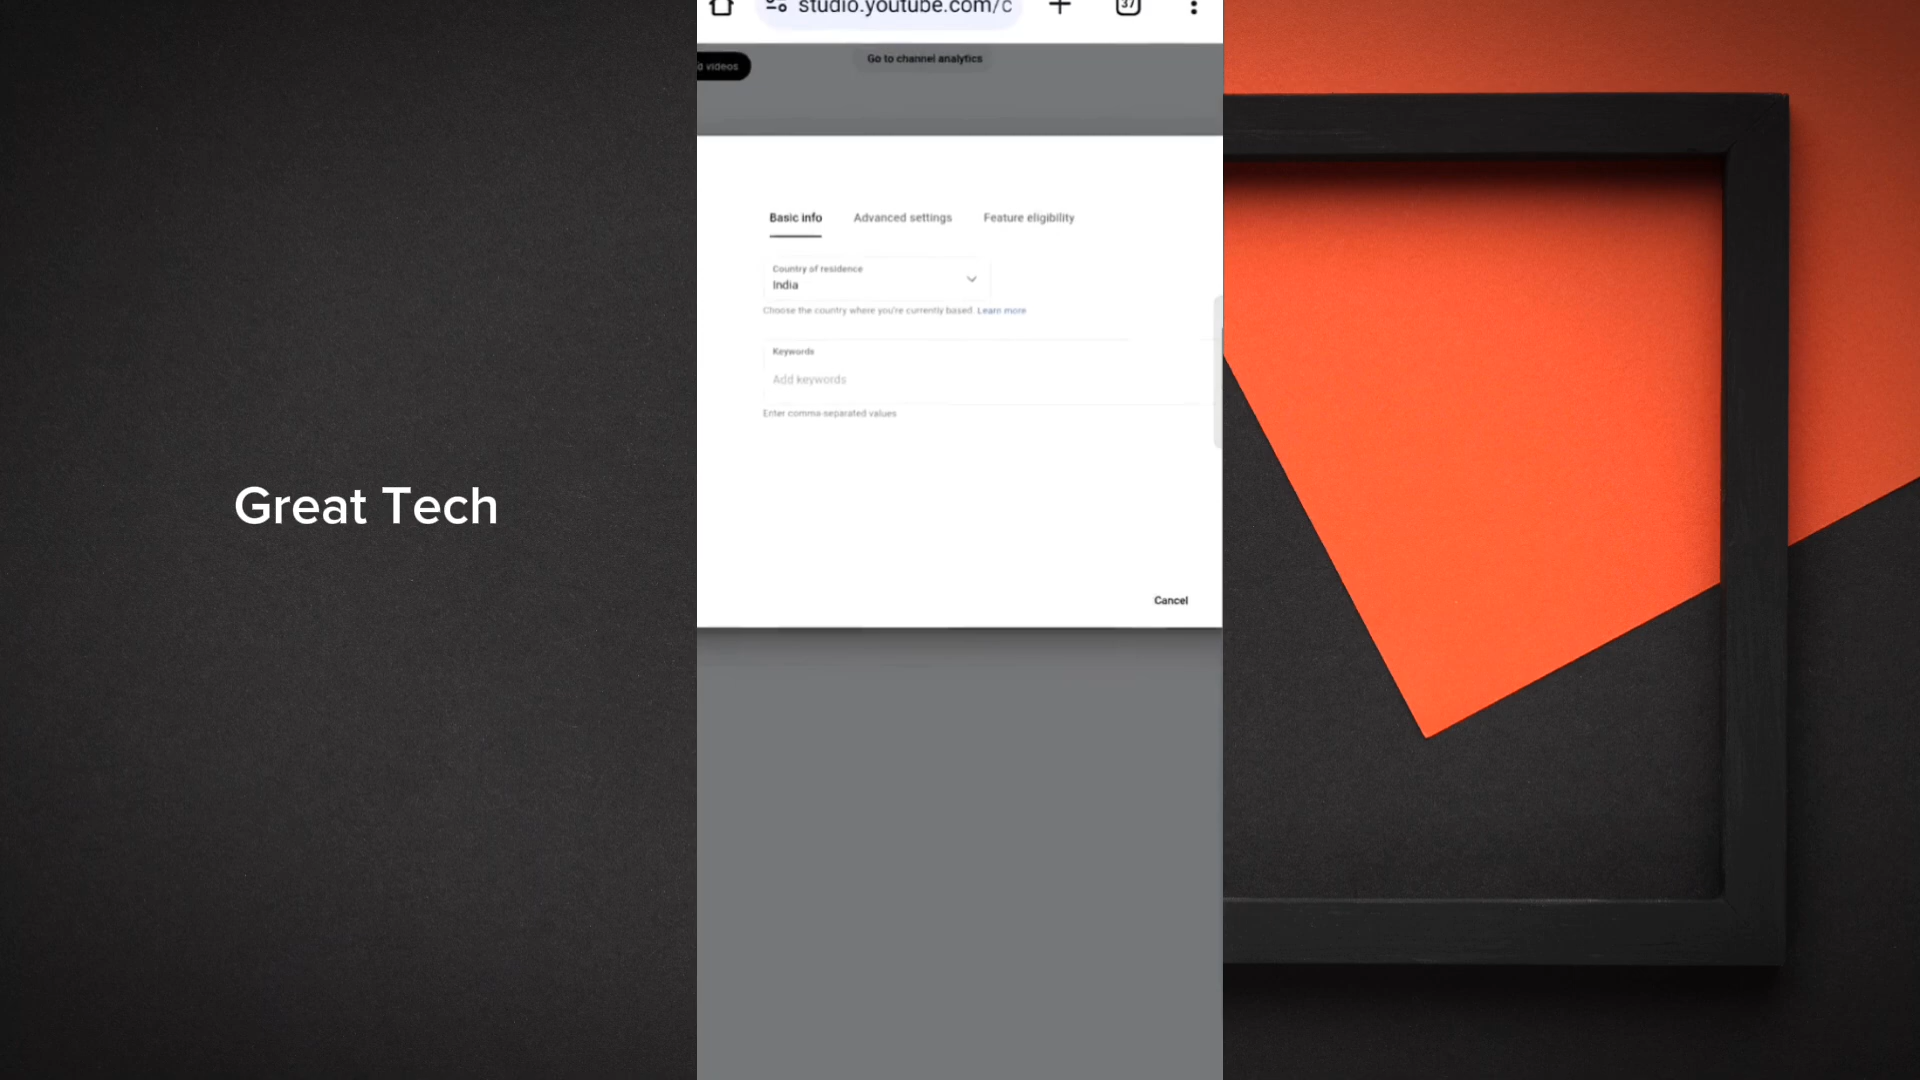 studio.youtube.com/c
37
videos
Go to channel analytics
Basic info
Advanced settings
Feature eligibility
Country of residence
India
Choose the country where you're currently based. Learn more
Keywords
Add keywords
Enter comma-separated values
Great Tech
Cancel